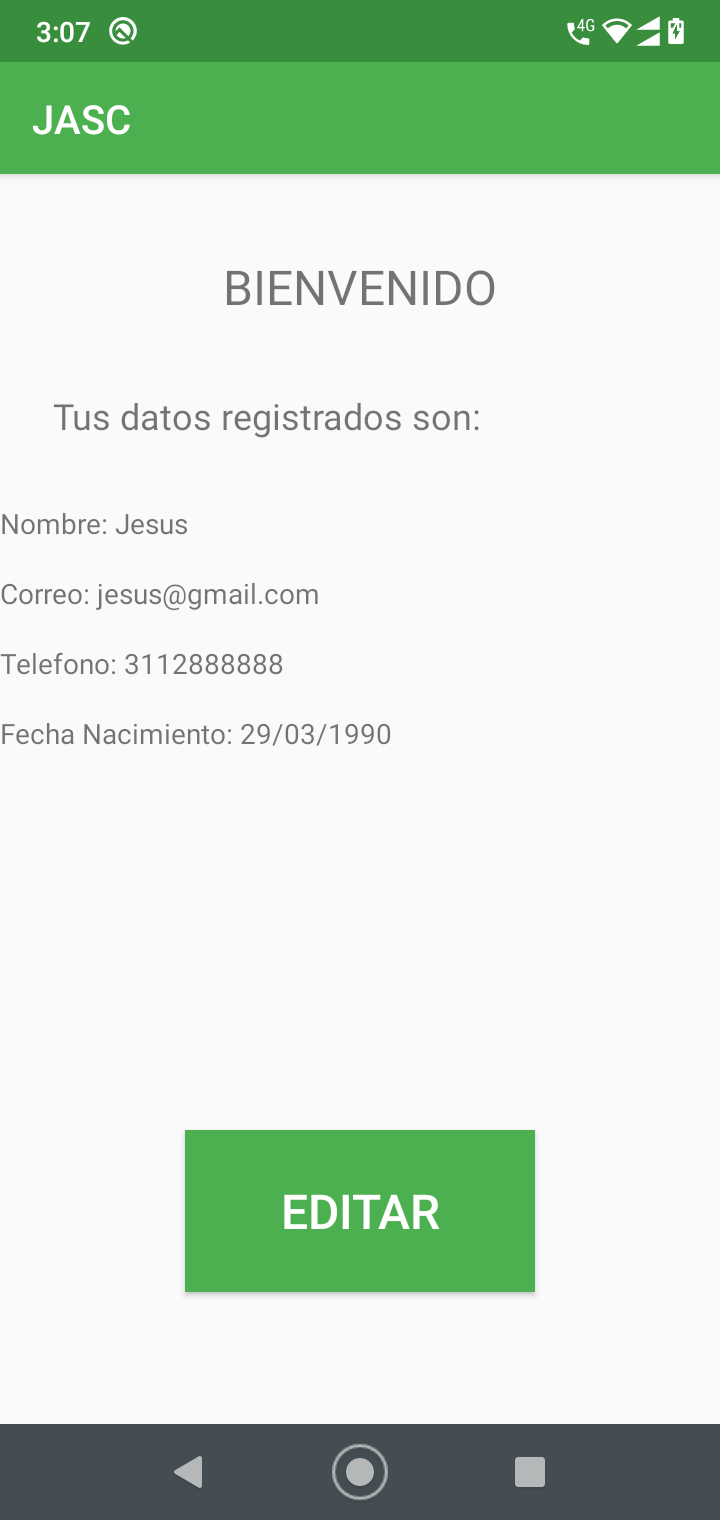 3:07
4G
JASC
BIENVENIDO
Tus datos registrados son:
Nombre: Jesus
Correo: jesus@gmail.com
Telefono: 3112888888
Fecha Nacimiento: 29/03/1990
EDITAR